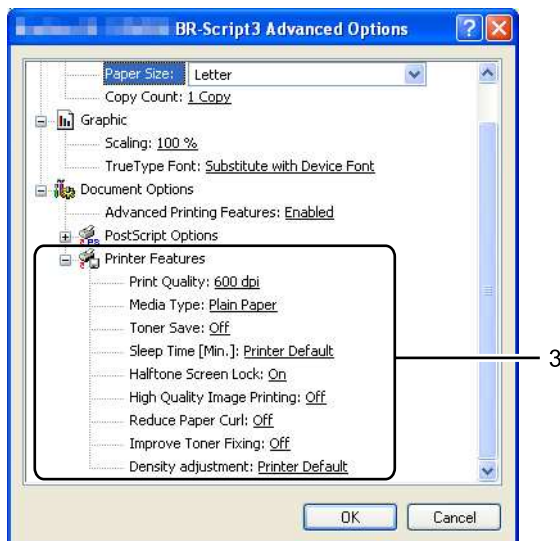 BR-Script3 Advanced Options
Paper Size: Letter
Copy Count: 1 Copy
Graphic
Scaling: 100 %
TrueType Font: Substitute with Device Font
Document Options
Advanced Printing Features: Enabled
PostScript Options
Printer Features
Print Quality: 600 dpi
Media Type: Plain Paper
Toner Save: Off
Sleep Time [Min.]: Printer Default
3
Halftone Screen Lock: On
High Quality Image Printing: Off
Reduce Paper Curl: Off
Improve Toner Fixing: Off
Density adjustment: Printer Default
OK Cancel